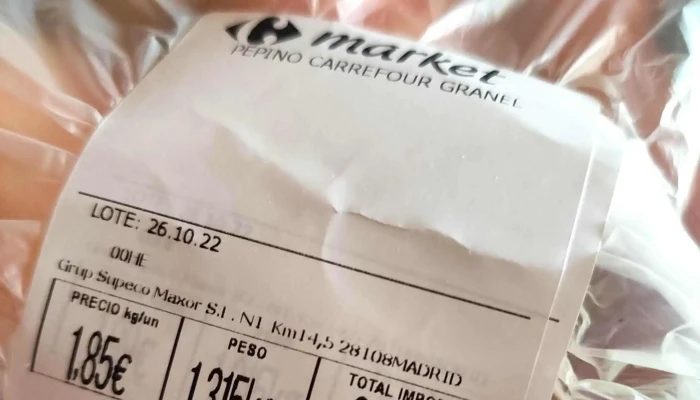 market
PEPINO CARREFOUR GRANEL
LOTE: 26.10.22
00HE
Grup Supeco Maxor S.L. N1 Km14,5 28108MADRID
PRECIO kg/un
PESO
TOTAL
1,85€